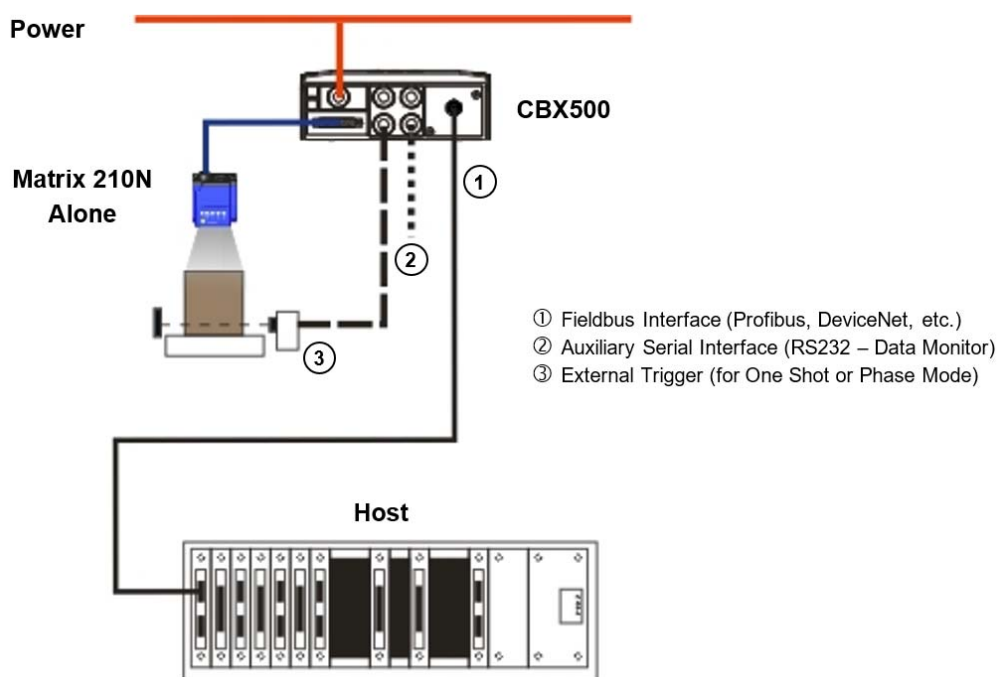 Power
CBX500
①
Matrix 210N
Alone
②
③
① Fieldbus Interface (Profibus, DeviceNet, etc.)
② Auxiliary Serial Interface (RS232 – Data Monitor)
③ External Trigger (for One Shot or Phase Mode)
Host